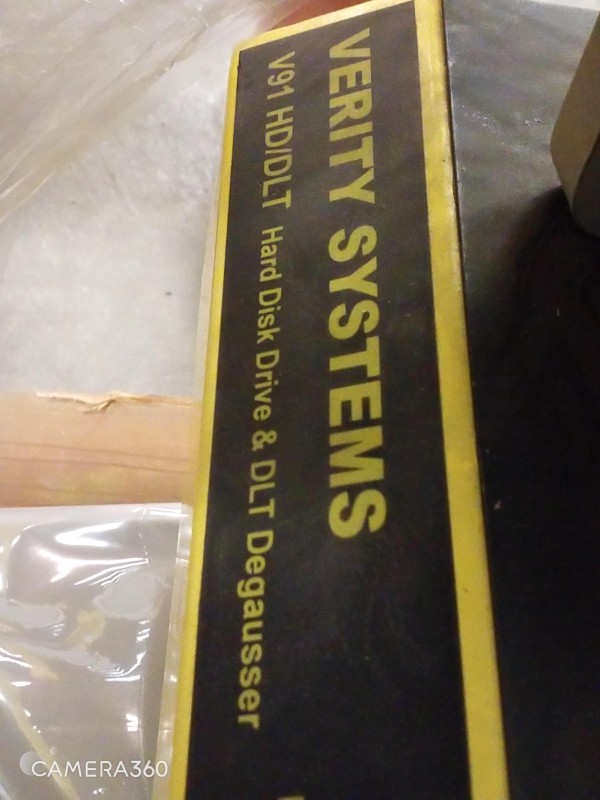 VERITY SYSTEMS
V91 HD/DLT Hard Disk Drive & DLT Degausser
CAMERA360